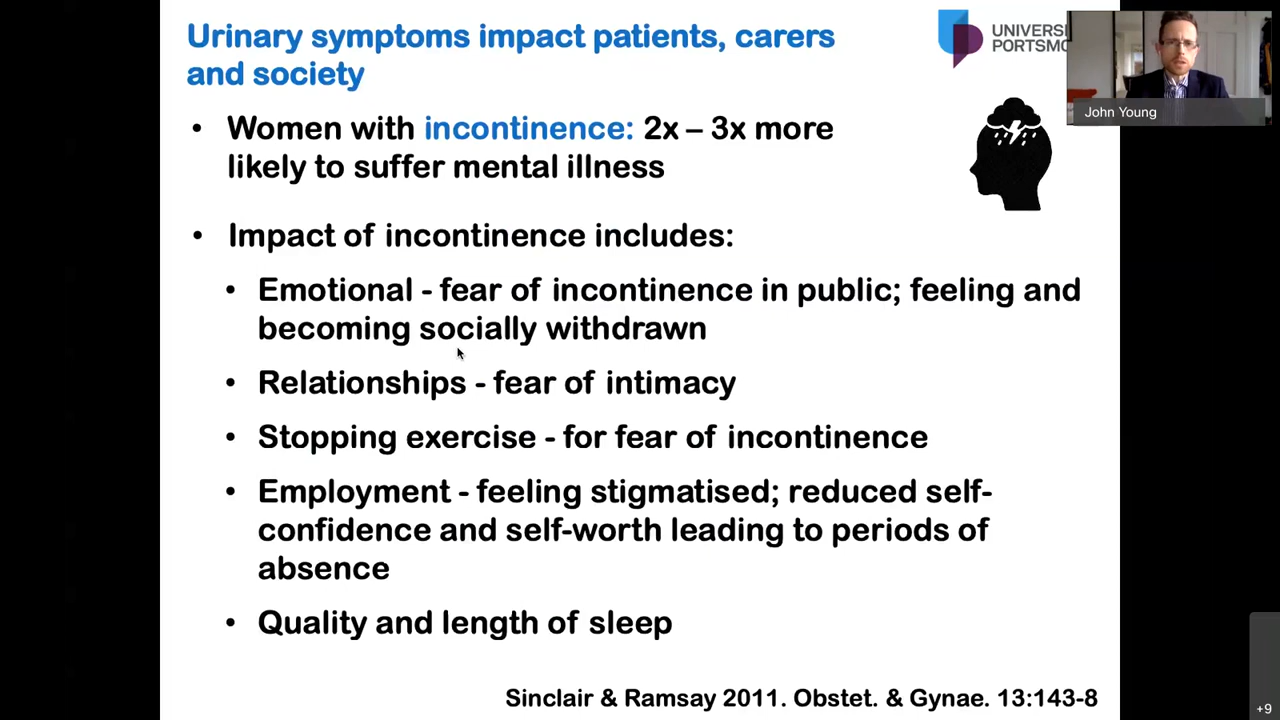 Urinary symptoms impact patients, carers
and society
UNIVERSI
PORTSMO
John Young
• Women with incontinence: 2x – 3x more
likely to suffer mental illness
• Impact of incontinence includes:
• Emotional - fear of incontinence in public; feeling and
becoming socially withdrawn
• Relationships - fear of intimacy
• Stopping exercise - for fear of incontinence
• Employment - feeling stigmatised; reduced self-
confidence and self-worth leading to periods of
absence
• Quality and length of sleep
Sinclair & Ramsay 2011. Obstet. & Gynae. 13:143-8
+9